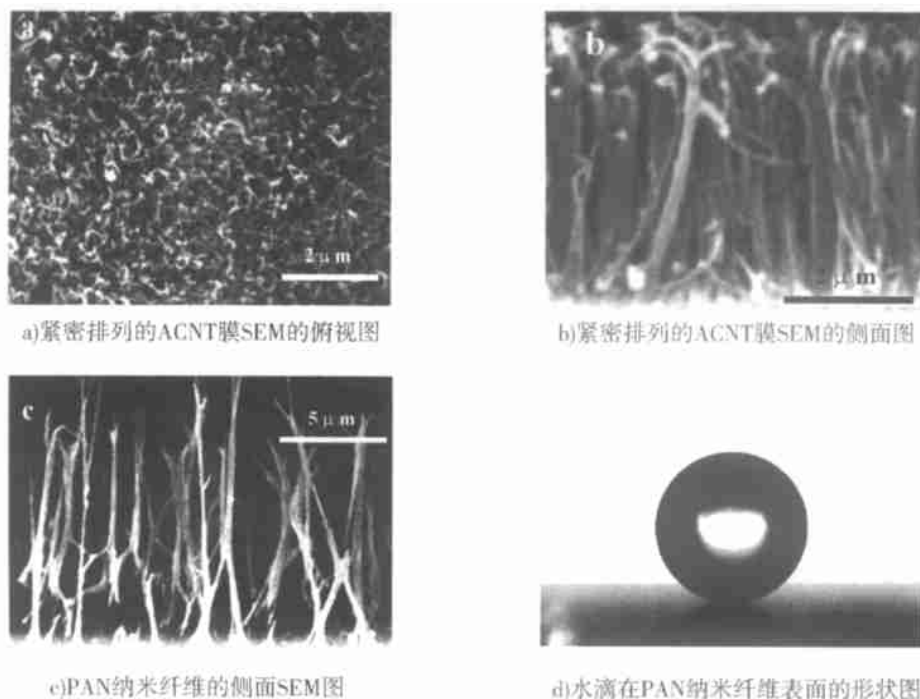 a
b
2 μ m
μ m
a)紧密排列的ACNT膜SEM的俯视图
b)紧密排列的ACNT膜SEM的侧面图
c
5 μ m
c)PAN纳米纤维的侧面SEM图
d)水滴在PAN纳米纤维表面的形状图